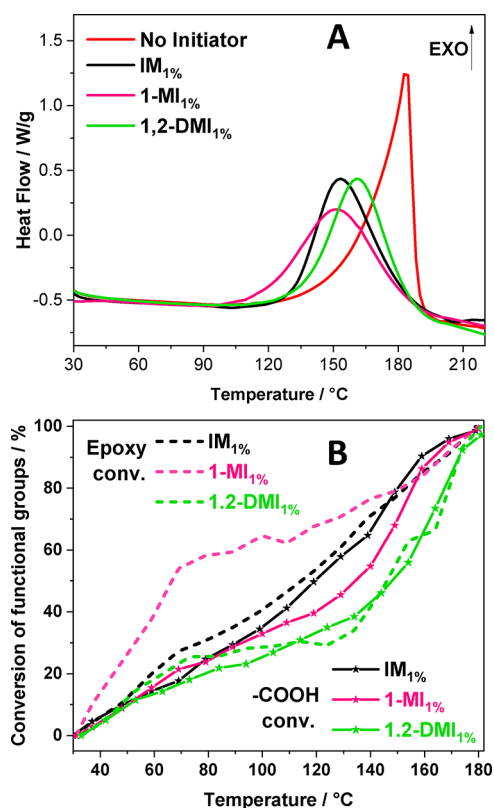 A
EXO
No Initiator
IM1%
1-MI1%
1,2-DMI1%
Heat Flow / W/g
1.5
1.0
0.5
0.0
-0.5
30 60 90 120 150 180 210
Temperature / °C
B
Epoxy
conv.
IM1%
1-MI1%
1.2-DMI1%
Conversion of functional groups / %
100
80
60
40
20
0
-COOH
conv.
IM1%
1-MI1%
1.2-DMI1%
40 60 80 100 120 140 160 180
Temperature / °C